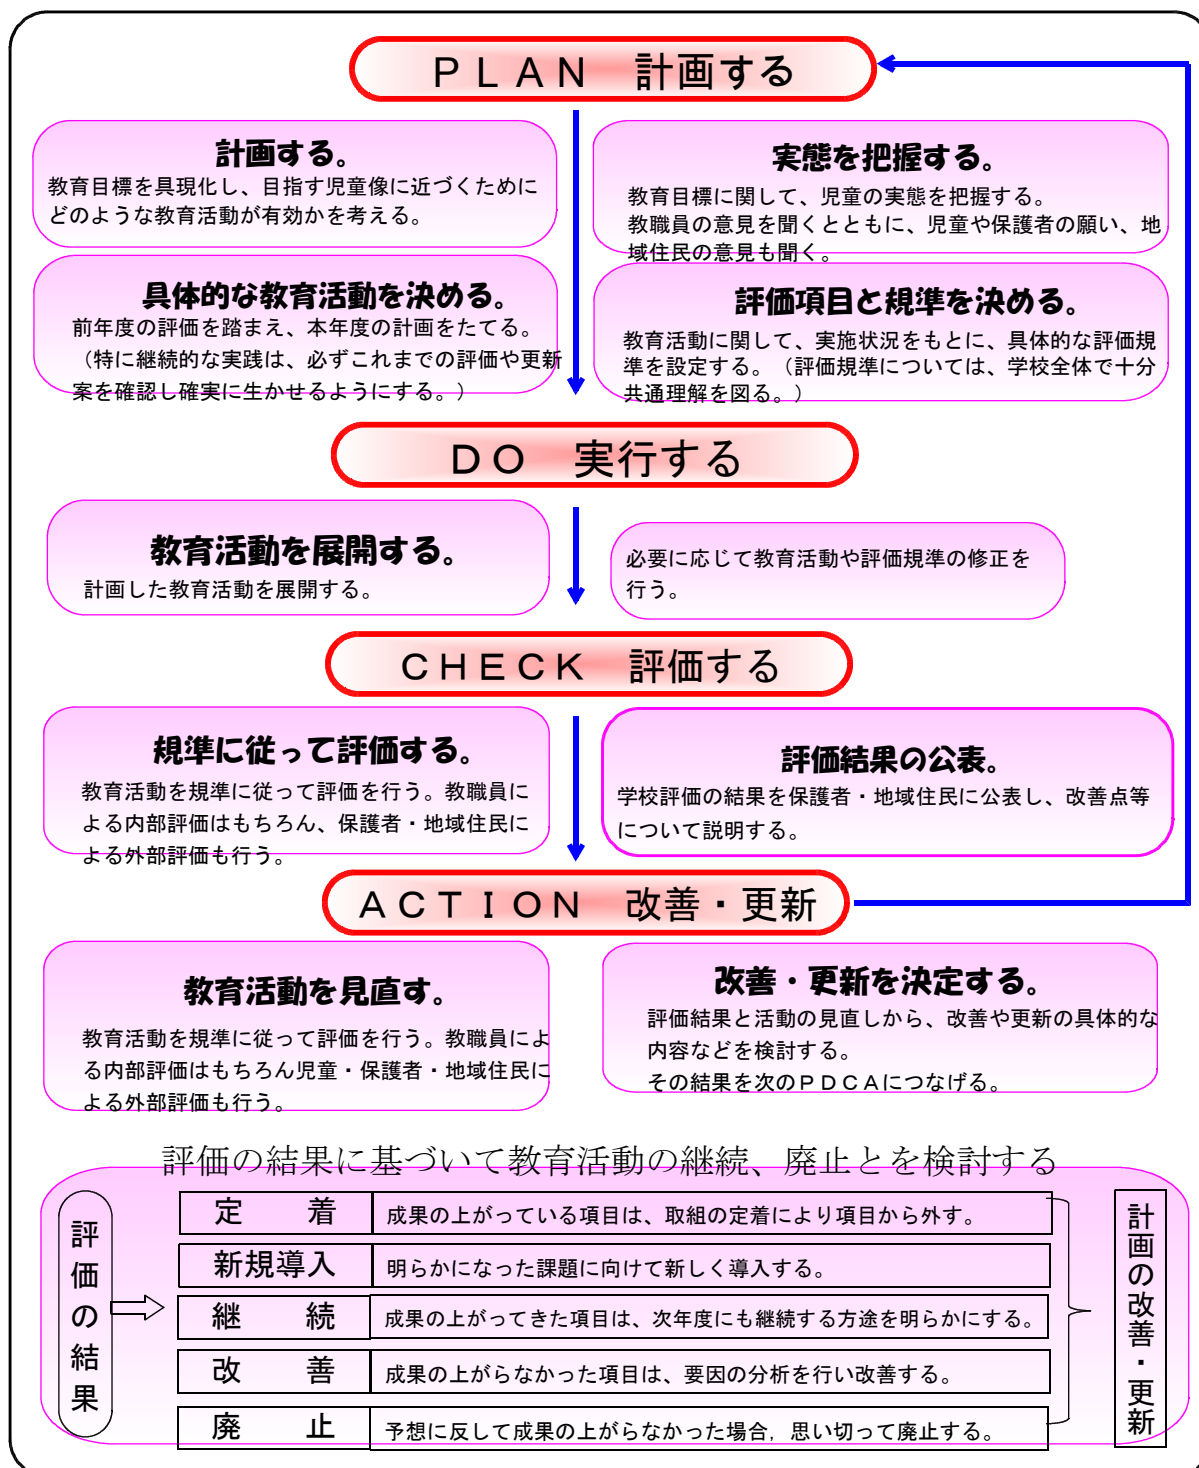 ＰＬＡＮ　計画する
計画する。
教育目標を具現化し、目指す児童像に近づくために
どのような教育活動が有効かを考える。
実態を把握する。
教育目標に関して、児童の実態を把握する。
教職員の意見を聞くとともに、児童や保護者の願い、地
域住民の意見も聞く。
具体的な教育活動を決める。
前年度の評価を踏まえ、本年度の計画をたてる。
（特に継続的な実践は、必ずこれまでの評価や更新
案を確認し確実に生かせるようにする。）
評価項目と規準を決める。
教育活動に関して、実施状況をもとに、具体的な評価規
準を設定する。（評価規準については、学校全体で十分
共通理解を図る。）
ＤＯ　実行する
教育活動を展開する。
計画した教育活動を展開する。
必要に応じて教育活動や評価規準の修正を
行う。
ＣＨＥＣＫ　評価する
規準に従って評価する。
教育活動を規準に従って評価を行う。教職員に
よる内部評価はもちろん、保護者・地域住民に
よる外部評価も行う。
評価結果の公表。
学校評価の結果を保護者・地域住民に公表し、改善点等
について説明する。
ＡＣＴＩＯＮ　改善・更新
教育活動を見直す。
教育活動を規準に従って評価を行う。教職員によ
る内部評価はもちろん児童・保護者・地域住民に
よる外部評価も行う。
改善・更新を決定する。
評価結果と活動の見直しから、改善や更新の具体的な
内容などを検討する。
その結果を次のＰＤＣＡにつなげる。
評価の結果に基づいて教育活動の継続、廃止とを検討する
評価の結果
定　着　成果の上がっている項目は、取組の定着により項目から外す。
新規導入　明らかになった課題に向けて新しく導入する。
継　続　成果の上がってきた項目は、次年度にも継続する方途を明らかにする。
改　善　成果の上がらなかった項目は、要因の分析を行い改善する。
廃　止　予想に反して成果の上がらなかった場合，思い切って廃止する。
計画の改善・更新